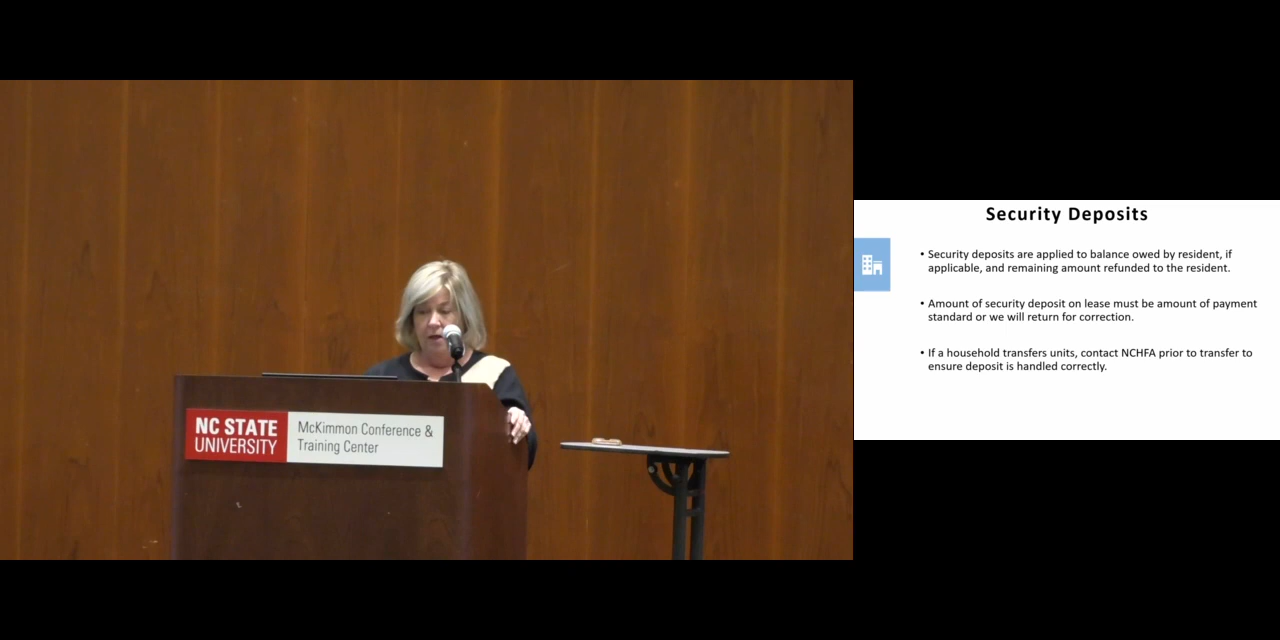 NC STATE
UNIVERSITY
McKimmon Conference &
Training Center
Security Deposits
• Security deposits are applied to balance owed by resident, if
applicable, and remaining amount refunded to the resident.
• Amount of security deposit on lease must be amount of payment
standard or we will return for correction.
• If a household transfers units, contact NCHFA prior to transfer to
ensure deposit is handled correctly.